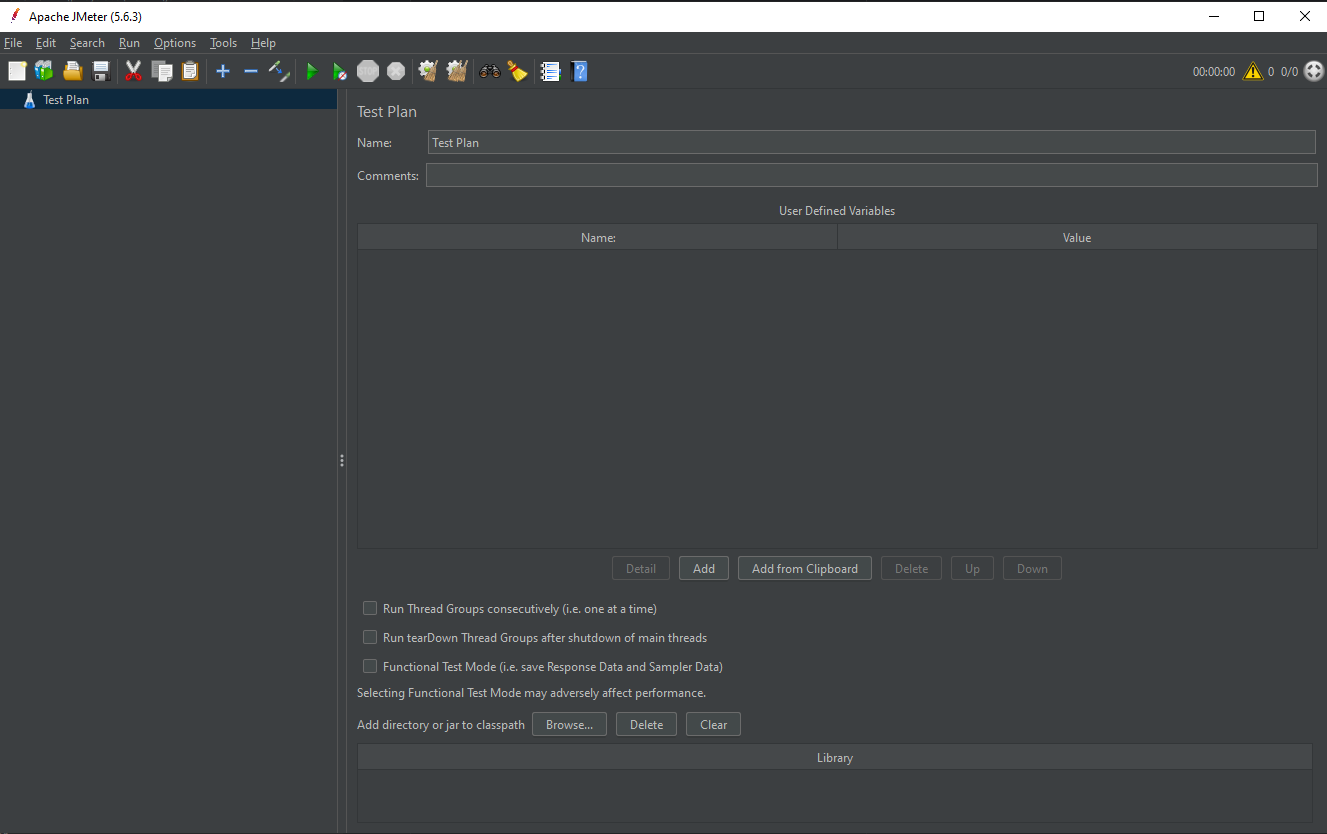 Apache JMeter (5.6.3)
File Edit Search Run Options Tools Help
00:00:00 0 0/0
Test Plan
Test Plan
Name: Test Plan
Comments:
User Defined Variables
Name: Value
Detail Add Add from Clipboard Delete Up Down
Run Thread Groups consecutively (i.e. one at a time)
Run tearDown Thread Groups after shutdown of main threads
Functional Test Mode (i.e. save Response Data and Sampler Data)
Selecting Functional Test Mode may adversely affect performance.
Add directory or jar to classpath Browse... Delete Clear
Library